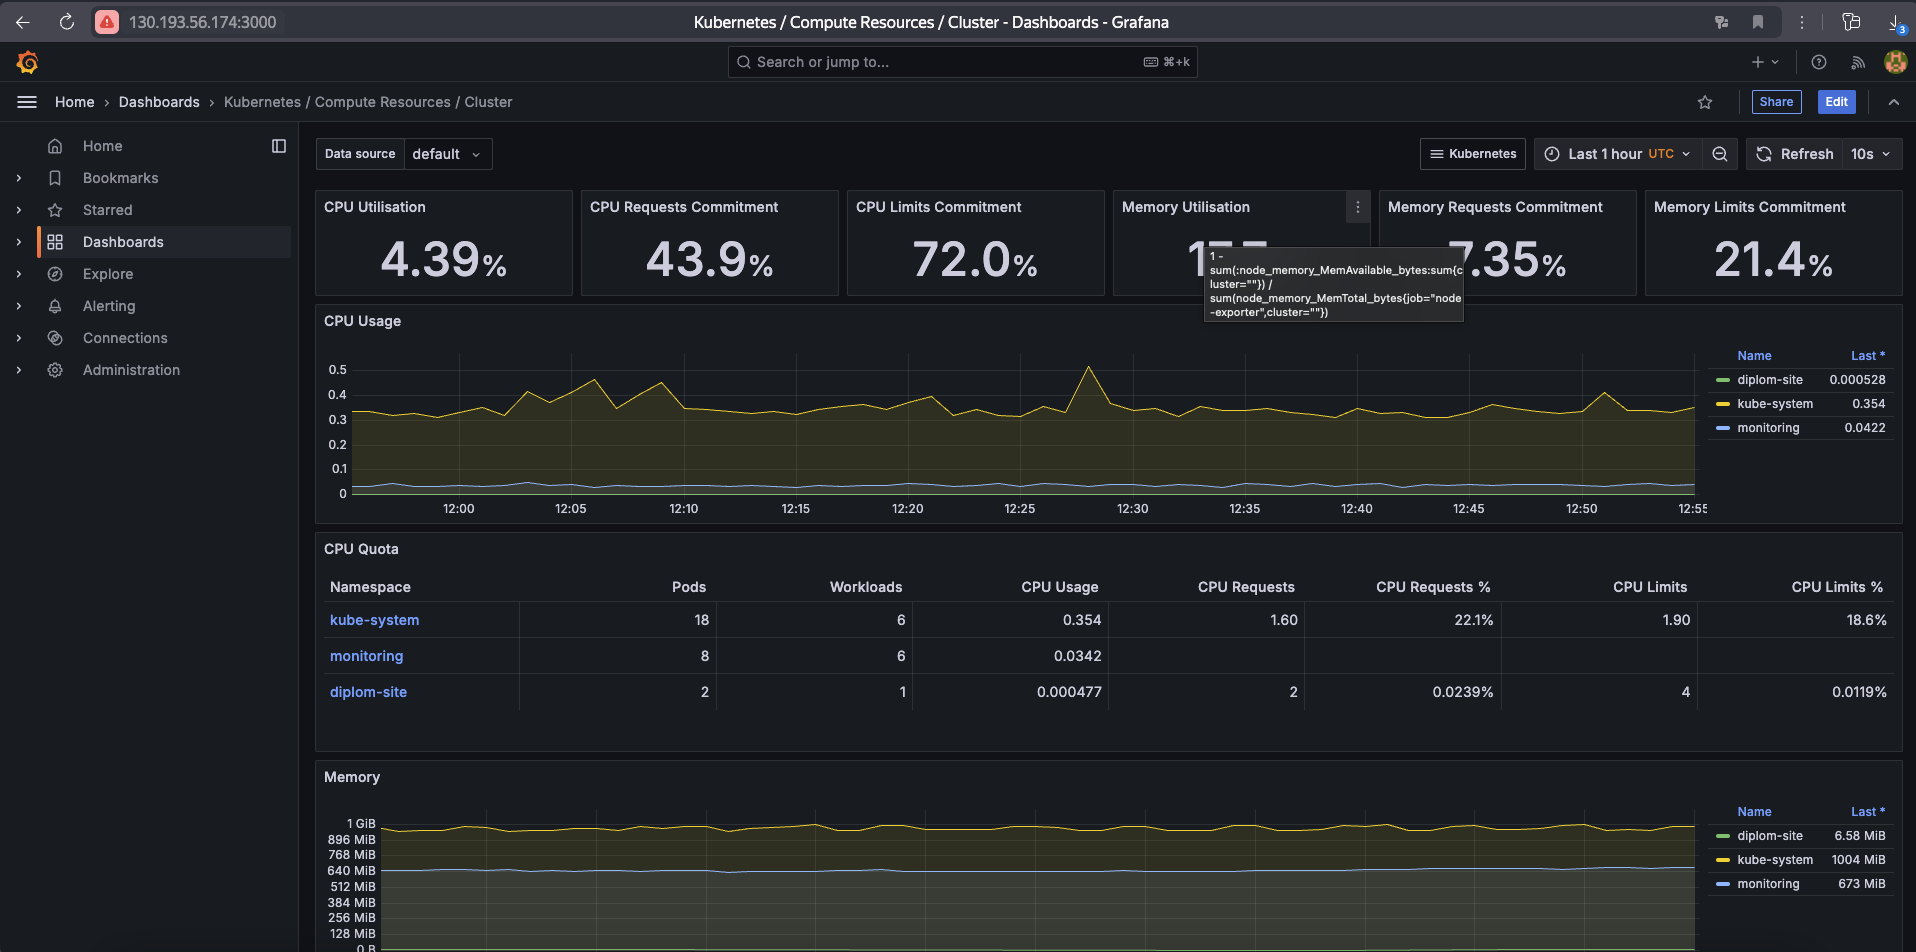 130.193.56.174:3000
Kubernetes / Compute Resources / Cluster - Dashboards - Grafana
3
Search or jump to...
⌘+k
Home › Dashboards › Kubernetes / Compute Resources / Cluster
Share
Edit
Home
Bookmarks
Starred
Dashboards
Explore
Alerting
Connections
Administration
Data source default
Kubernetes
Last 1 hour UTC
Refresh 10s
CPU Utilisation
4.39%
CPU Requests Commitment
43.9%
CPU Limits Commitment
72.0%
Memory Utilisation
Memory Requests Commitment
7.35%
Memory Limits Commitment
21.4%
1 -
sum(:node_memory_MemAvailable_bytes:sum{c
luster=""}) /
sum(node_memory_MemTotal_bytes{job="node
-exporter",cluster=""})
CPU Usage
0.5
0.4
0.3
0.2
0.1
0
12:00 12:05 12:10 12:15 12:20 12:25 12:30 12:35 12:40 12:45 12:50 12:55
Name Last *
diplom-site 0.000528
kube-system 0.354
monitoring 0.0422
CPU Quota
Namespace Pods Workloads CPU Usage CPU Requests CPU Requests % CPU Limits CPU Limits %
kube-system 18 6 0.354 1.60 22.1% 1.90 18.6%
monitoring 8 6 0.0342
diplom-site 2 1 0.000477 2 0.0239% 4 0.0119%
Memory
1 GiB
896 MiB
768 MiB
640 MiB
512 MiB
384 MiB
256 MiB
128 MiB
0 B
Name Last *
diplom-site 6.58 MiB
kube-system 1004 MiB
monitoring 673 MiB